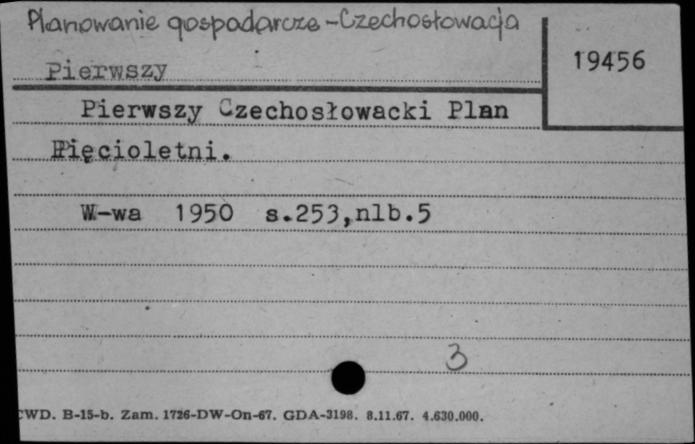 Planowanie gospodarcze - Czechosłowacja
19456
Pierwszy
Pierwszy Czechosłowacki Plan
Pięcioletni.
W-wa 1950 s.253,nlb.5
3
CWD. B-15-b. Zam. 1726-DW-On-67. GDA-3198. 8.11.67. 4.630.000.